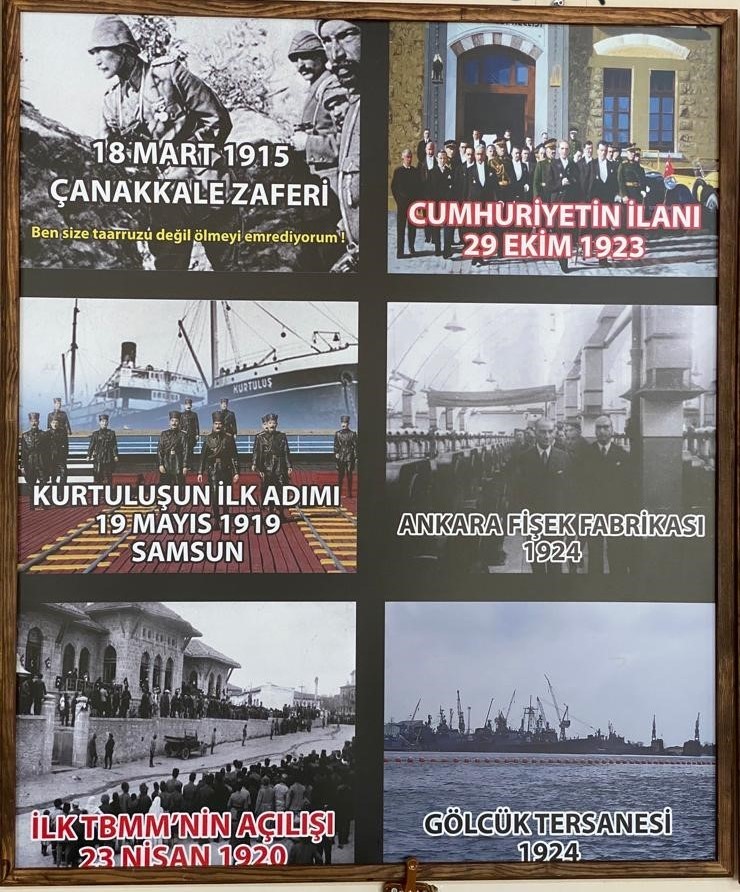 18 MART 1915
ÇANAKKALE ZAFERİ
Ben size taarruzu değil ölmeyi emrediyorum !
CUMHURİYETİN İLANI
29 EKİM 1923
KURTULUŞ
KURTULUŞUN İLK ADIMI
19 MAYIS 1919
SAMSUN
ANKARA FİŞEK FABRİKASI
1924
İLK TBMM'NİN AÇILIŞI
23 NİSAN 1920
GÖLCÜK TERSANESİ
1924